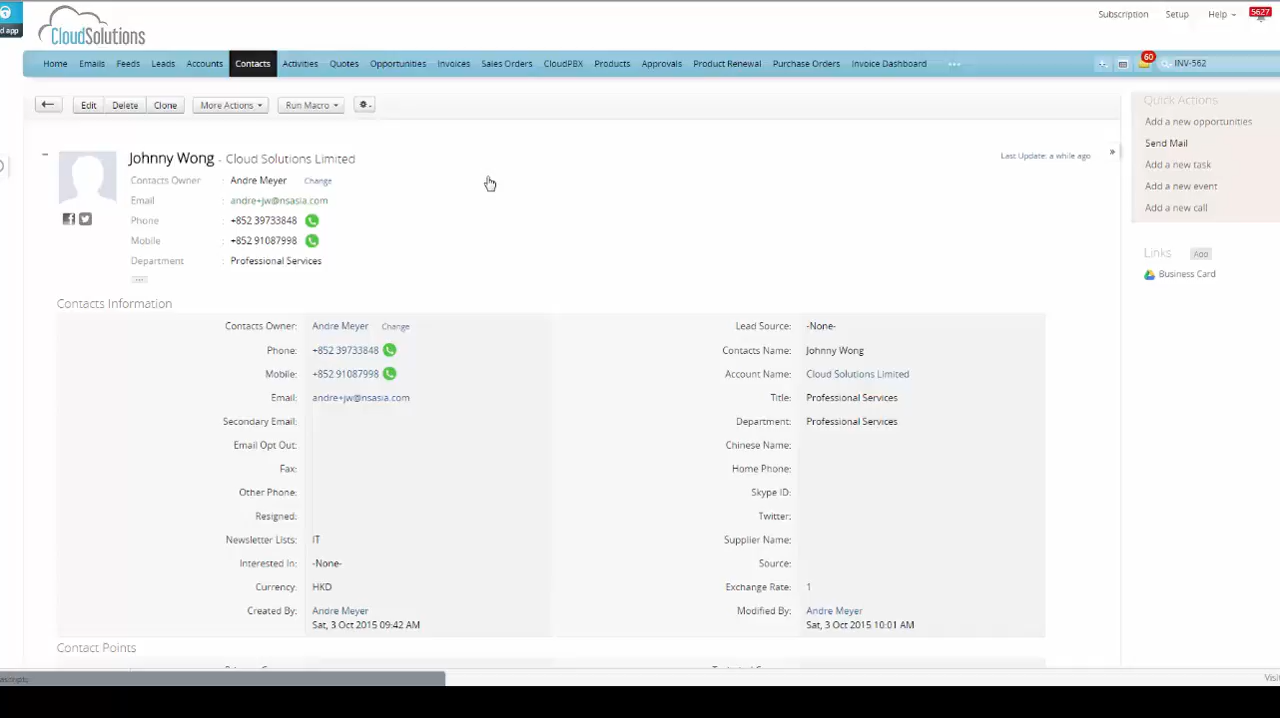 d app
CloudSolutions
Subscription Setup Help 5627
Home Emails Feeds Leads Accounts Contacts Activities Quotes Opportunities Invoices Sales Orders CloudPBX Products Approvals Product Renewal Purchase Orders Invoice Dashboard ... 60 INV-562
Edit Delete Clone More Actions Run Macro
Johnny Wong - Cloud Solutions Limited
Last Update: a while ago
Contacts Owner : Andre Meyer Change
Email : andre+jw@nsasia.com
Phone : +852 39733848
Mobile : +852 91087998
Department : Professional Services
Contacts Information
Contacts Owner: Andre Meyer Change
Lead Source: -None-
Phone: +852 39733848
Contacts Name: Johnny Wong
Mobile: +852 91087998
Account Name: Cloud Solutions Limited
Email: andre+jw@nsasia.com
Title: Professional Services
Secondary Email:
Department: Professional Services
Email Opt Out:
Chinese Name:
Fax:
Home Phone:
Other Phone:
Skype ID:
Resigned:
Twitter:
Newsletter Lists: IT
Supplier Name:
Interested In: -None-
Source:
Currency: HKD
Exchange Rate: 1
Created By: Andre Meyer
Sat, 3 Oct 2015 09:42 AM
Modified By: Andre Meyer
Sat, 3 Oct 2015 10:01 AM
Contact Points
Quick Actions
Add a new opportunities
Send Mail
Add a new task
Add a new event
Add a new call
Links App
Business Card
Visit